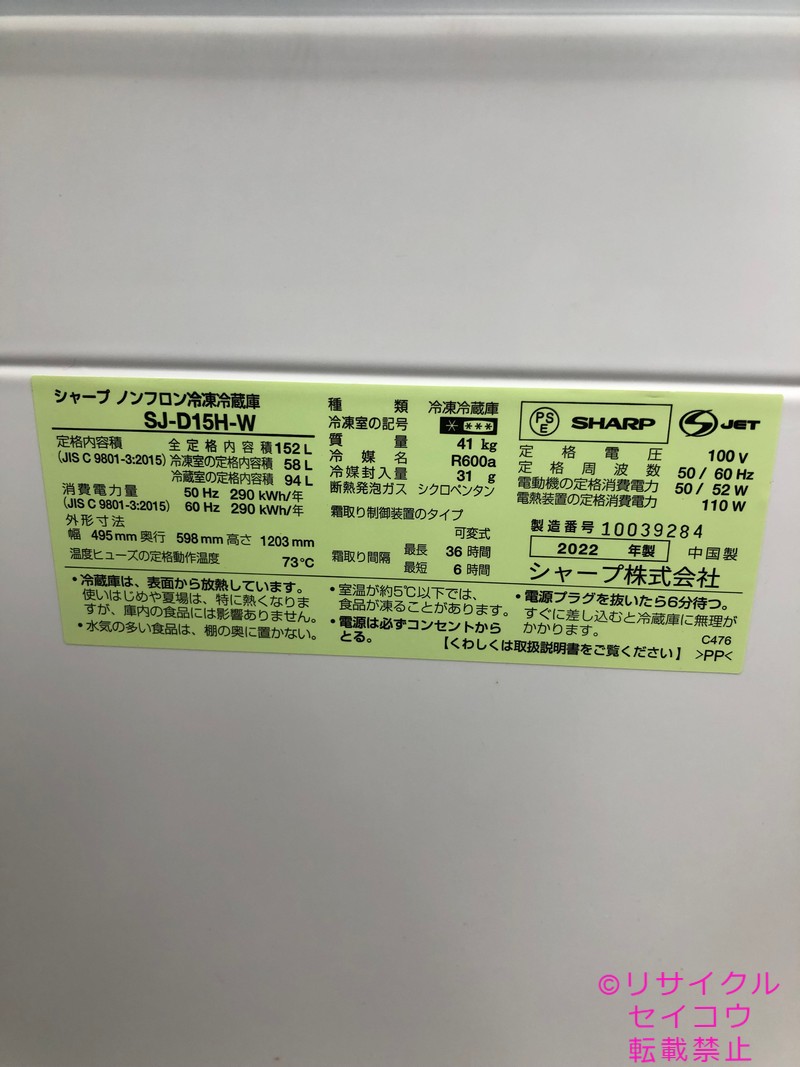 シャープ ノンフロン冷凍冷蔵庫
SJ-D15H-W
定格内容積 全定格内容積 152 L
(JIS C 9801-3:2015) 冷凍室の定格内容積 58 L
冷蔵室の定格内容積 94 L
消費電力量 50 Hz 290 kWh/年
(JIS C 9801-3:2015) 60 Hz 290 kWh/年
外形寸法
幅 495 mm 奥行 598 mm 高さ 1203 mm
温度ヒューズの定格動作温度 73℃
種類 冷凍冷蔵庫
冷凍室の記号 * ***
質量 41 kg
冷媒名 R600a
冷媒封入量 31 g
断熱発泡ガス シクロペンタン
霜取り制御装置のタイプ
可変式
霜取り間隔 最長 36 時間
最短 6 時間
PSE SHARP S JET
定格電圧 100 V
定格周波数 50 / 60 Hz
電動機の定格消費電力 50 / 52 W
電熱装置の定格消費電力 110 W
製造番号 10039284
2022 年製 中国製
シャープ株式会社
・冷蔵庫は、表面から放熱しています。
使いはじめや夏場は、特に熱くなりま
すが、庫内の食品には影響ありません。
・水気の多い食品は、棚の奥に置かない。
・室温が約5℃以下では、
食品が凍ることがあります。
・電源は必ずコンセントから
とる。
・電源プラグを抜いたら6分待つ。
すぐに差し込むと冷蔵庫に無理が
かかります。
C476
【くわしくは取扱説明書をご覧ください】 >PP<
©リサイクル
セイコウ
転載禁止